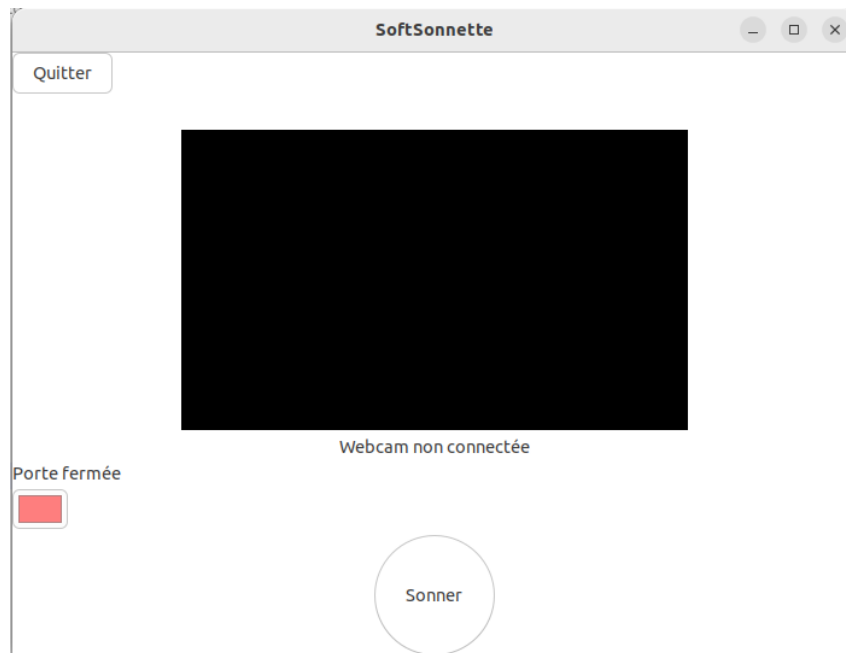 SoftSonnette
Quitter
Webcam non connectée
Porte fermée
Sonner